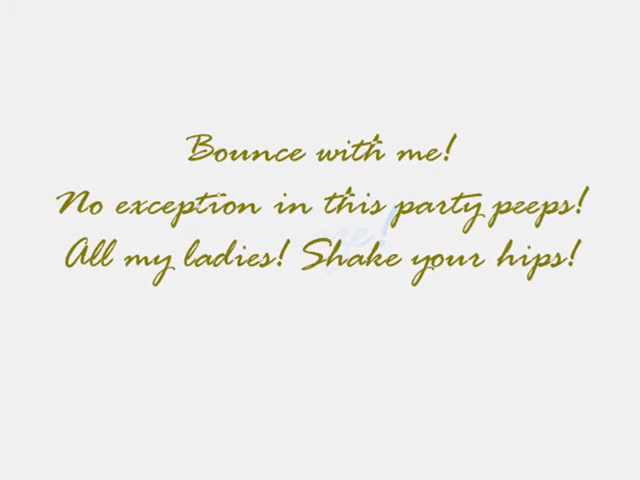 Bounce with me!
No exception in this party peeps!
All my ladies! Shake your hips!